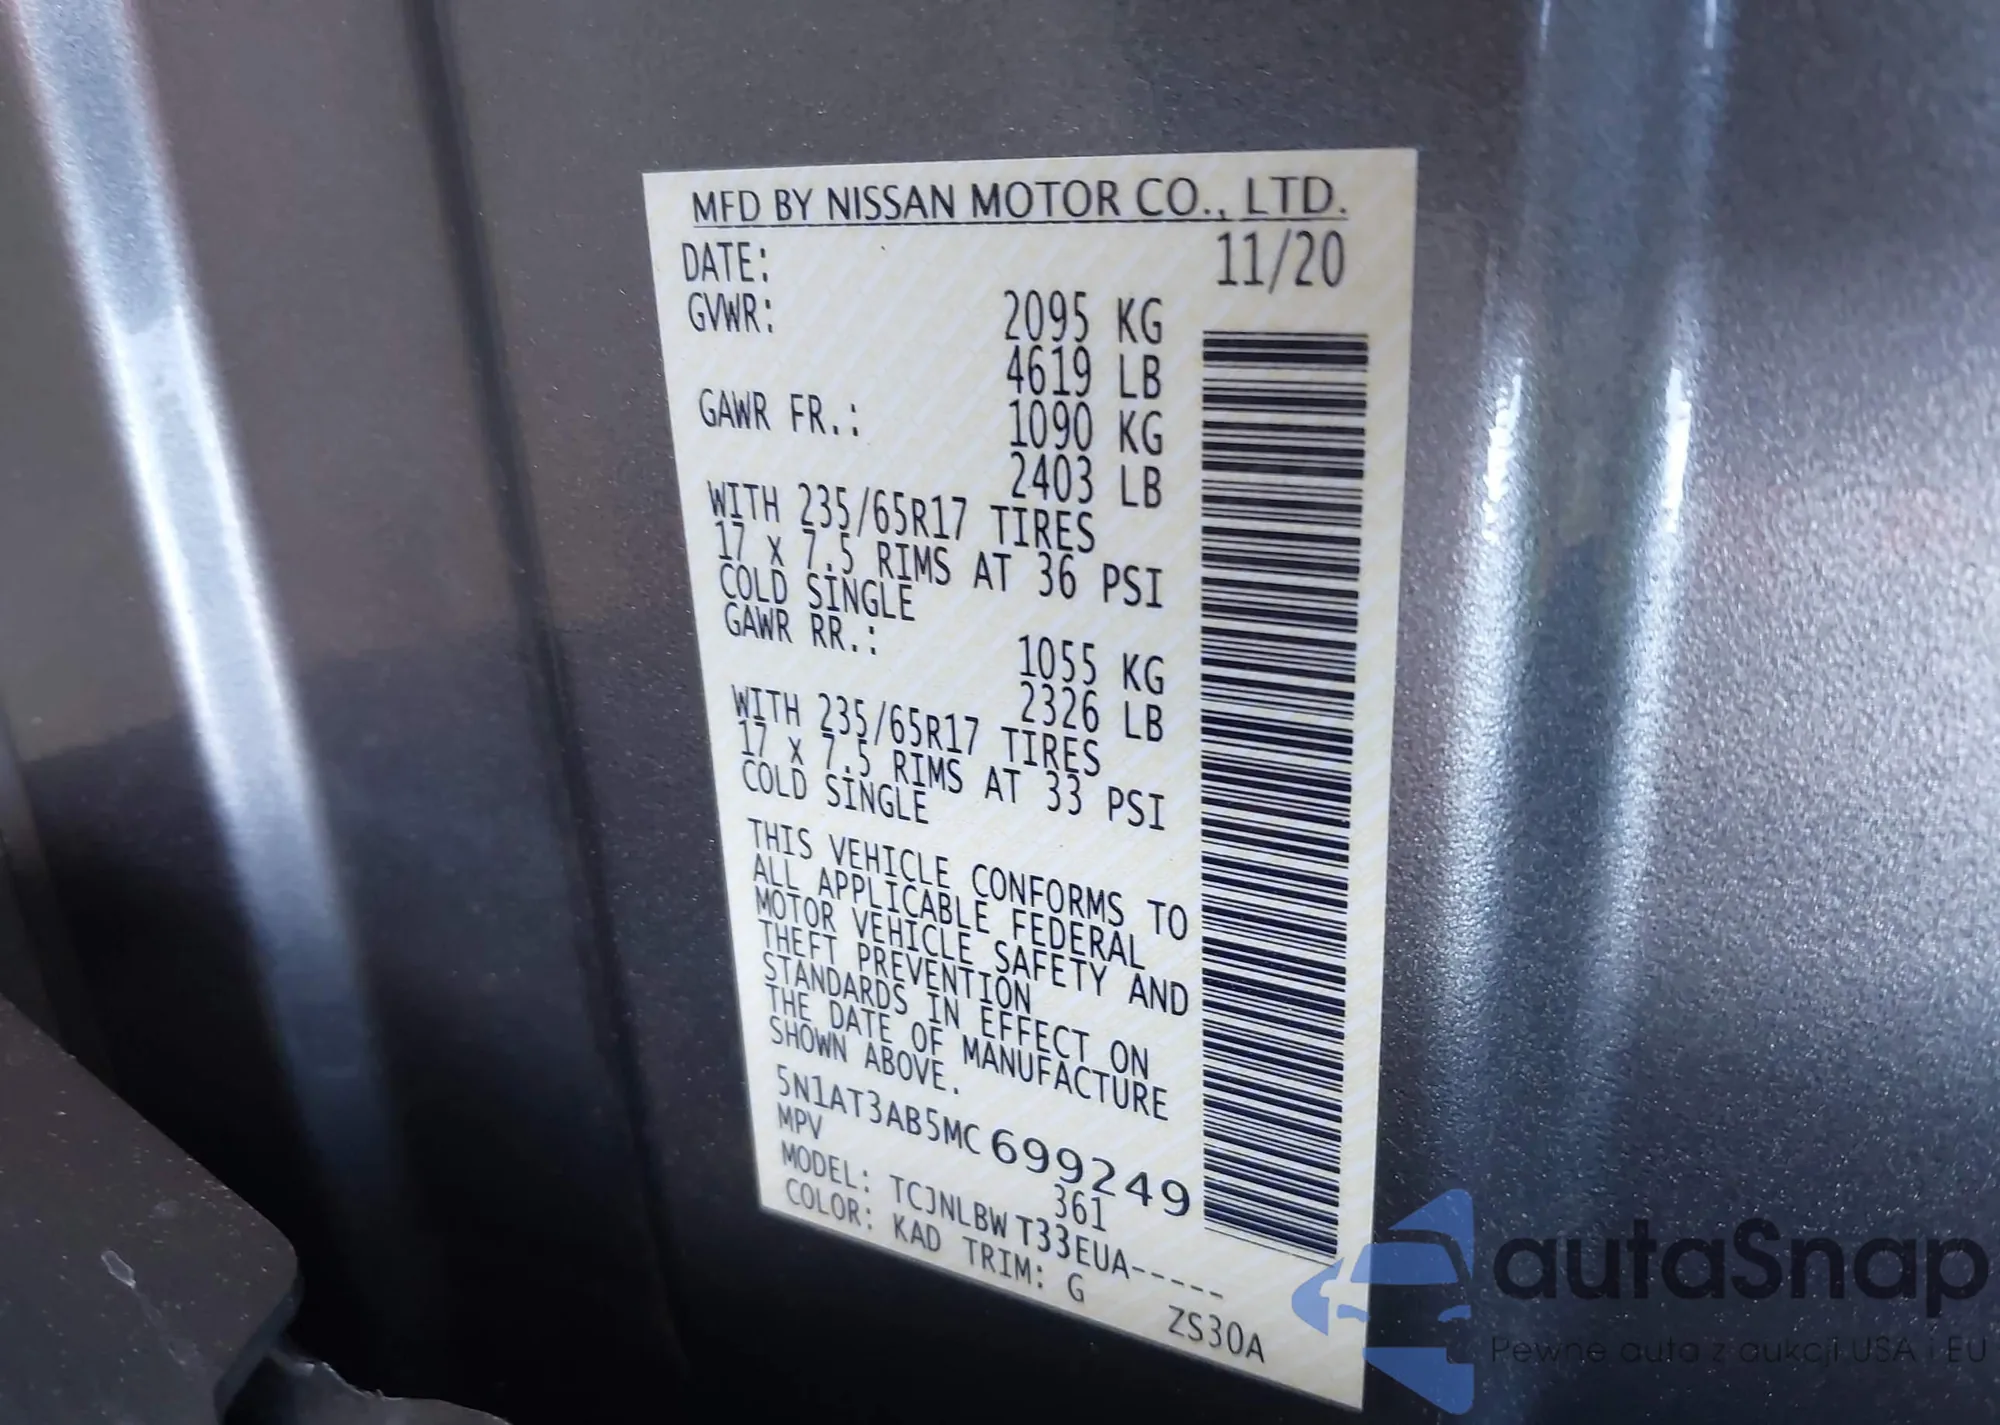 MFD BY NISSAN MOTOR CO., LTD.
DATE: 11/20
GVWR: 2095 KG
4619 LB
GAWR FR.: 1090 KG
2403 LB
WITH 235/65R17 TIRES
17 X 7.5 RIMS AT 36 PSI
COLD SINGLE
GAWR RR.: 1055 KG
2326 LB
WITH 235/65R17 TIRES
17 X 7.5 RIMS AT 33 PSI
COLD SINGLE
THIS VEHICLE CONFORMS TO
ALL APPLICABLE FEDERAL
MOTOR VEHICLE SAFETY AND
THEFT PREVENTION
STANDARDS IN EFFECT ON
THE DATE OF MANUFACTURE
SHOWN ABOVE.
5N1AT3AB5MC699249
MPV 361
MODEL: TCJNLBW T33EUA-----
COLOR: KAD TRIM: G ZS30A
autaSnap
Pewne auta z aukcji USA i EU